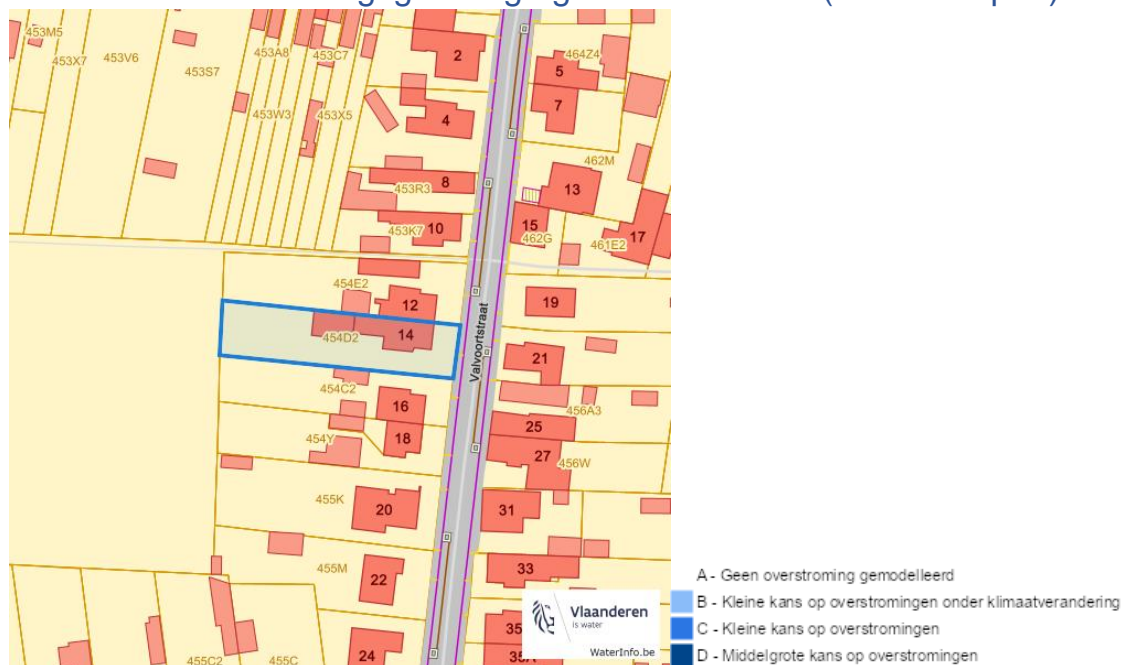 2
4
8
10
12
14
16
18
20
22
24
5
7
13
15
17
19
21
25
27
31
33
35
453M5
453X7
453V6
453S7
453A8
453C7
453W3
453X5
453R3
453K7
454E2
454D2
454C2
454Y
455K
455M
455C2
455C
464Z4
462M
462G
461E2
456A3
456W
Valvoortstraat
Vlaanderen
is water
WaterInfo.be
A - Geen overstroming gemodelleerd
B - Kleine kans op overstromingen onder klimaatverandering
C - Kleine kans op overstromingen
D - Middelgrote kans op overstromingen